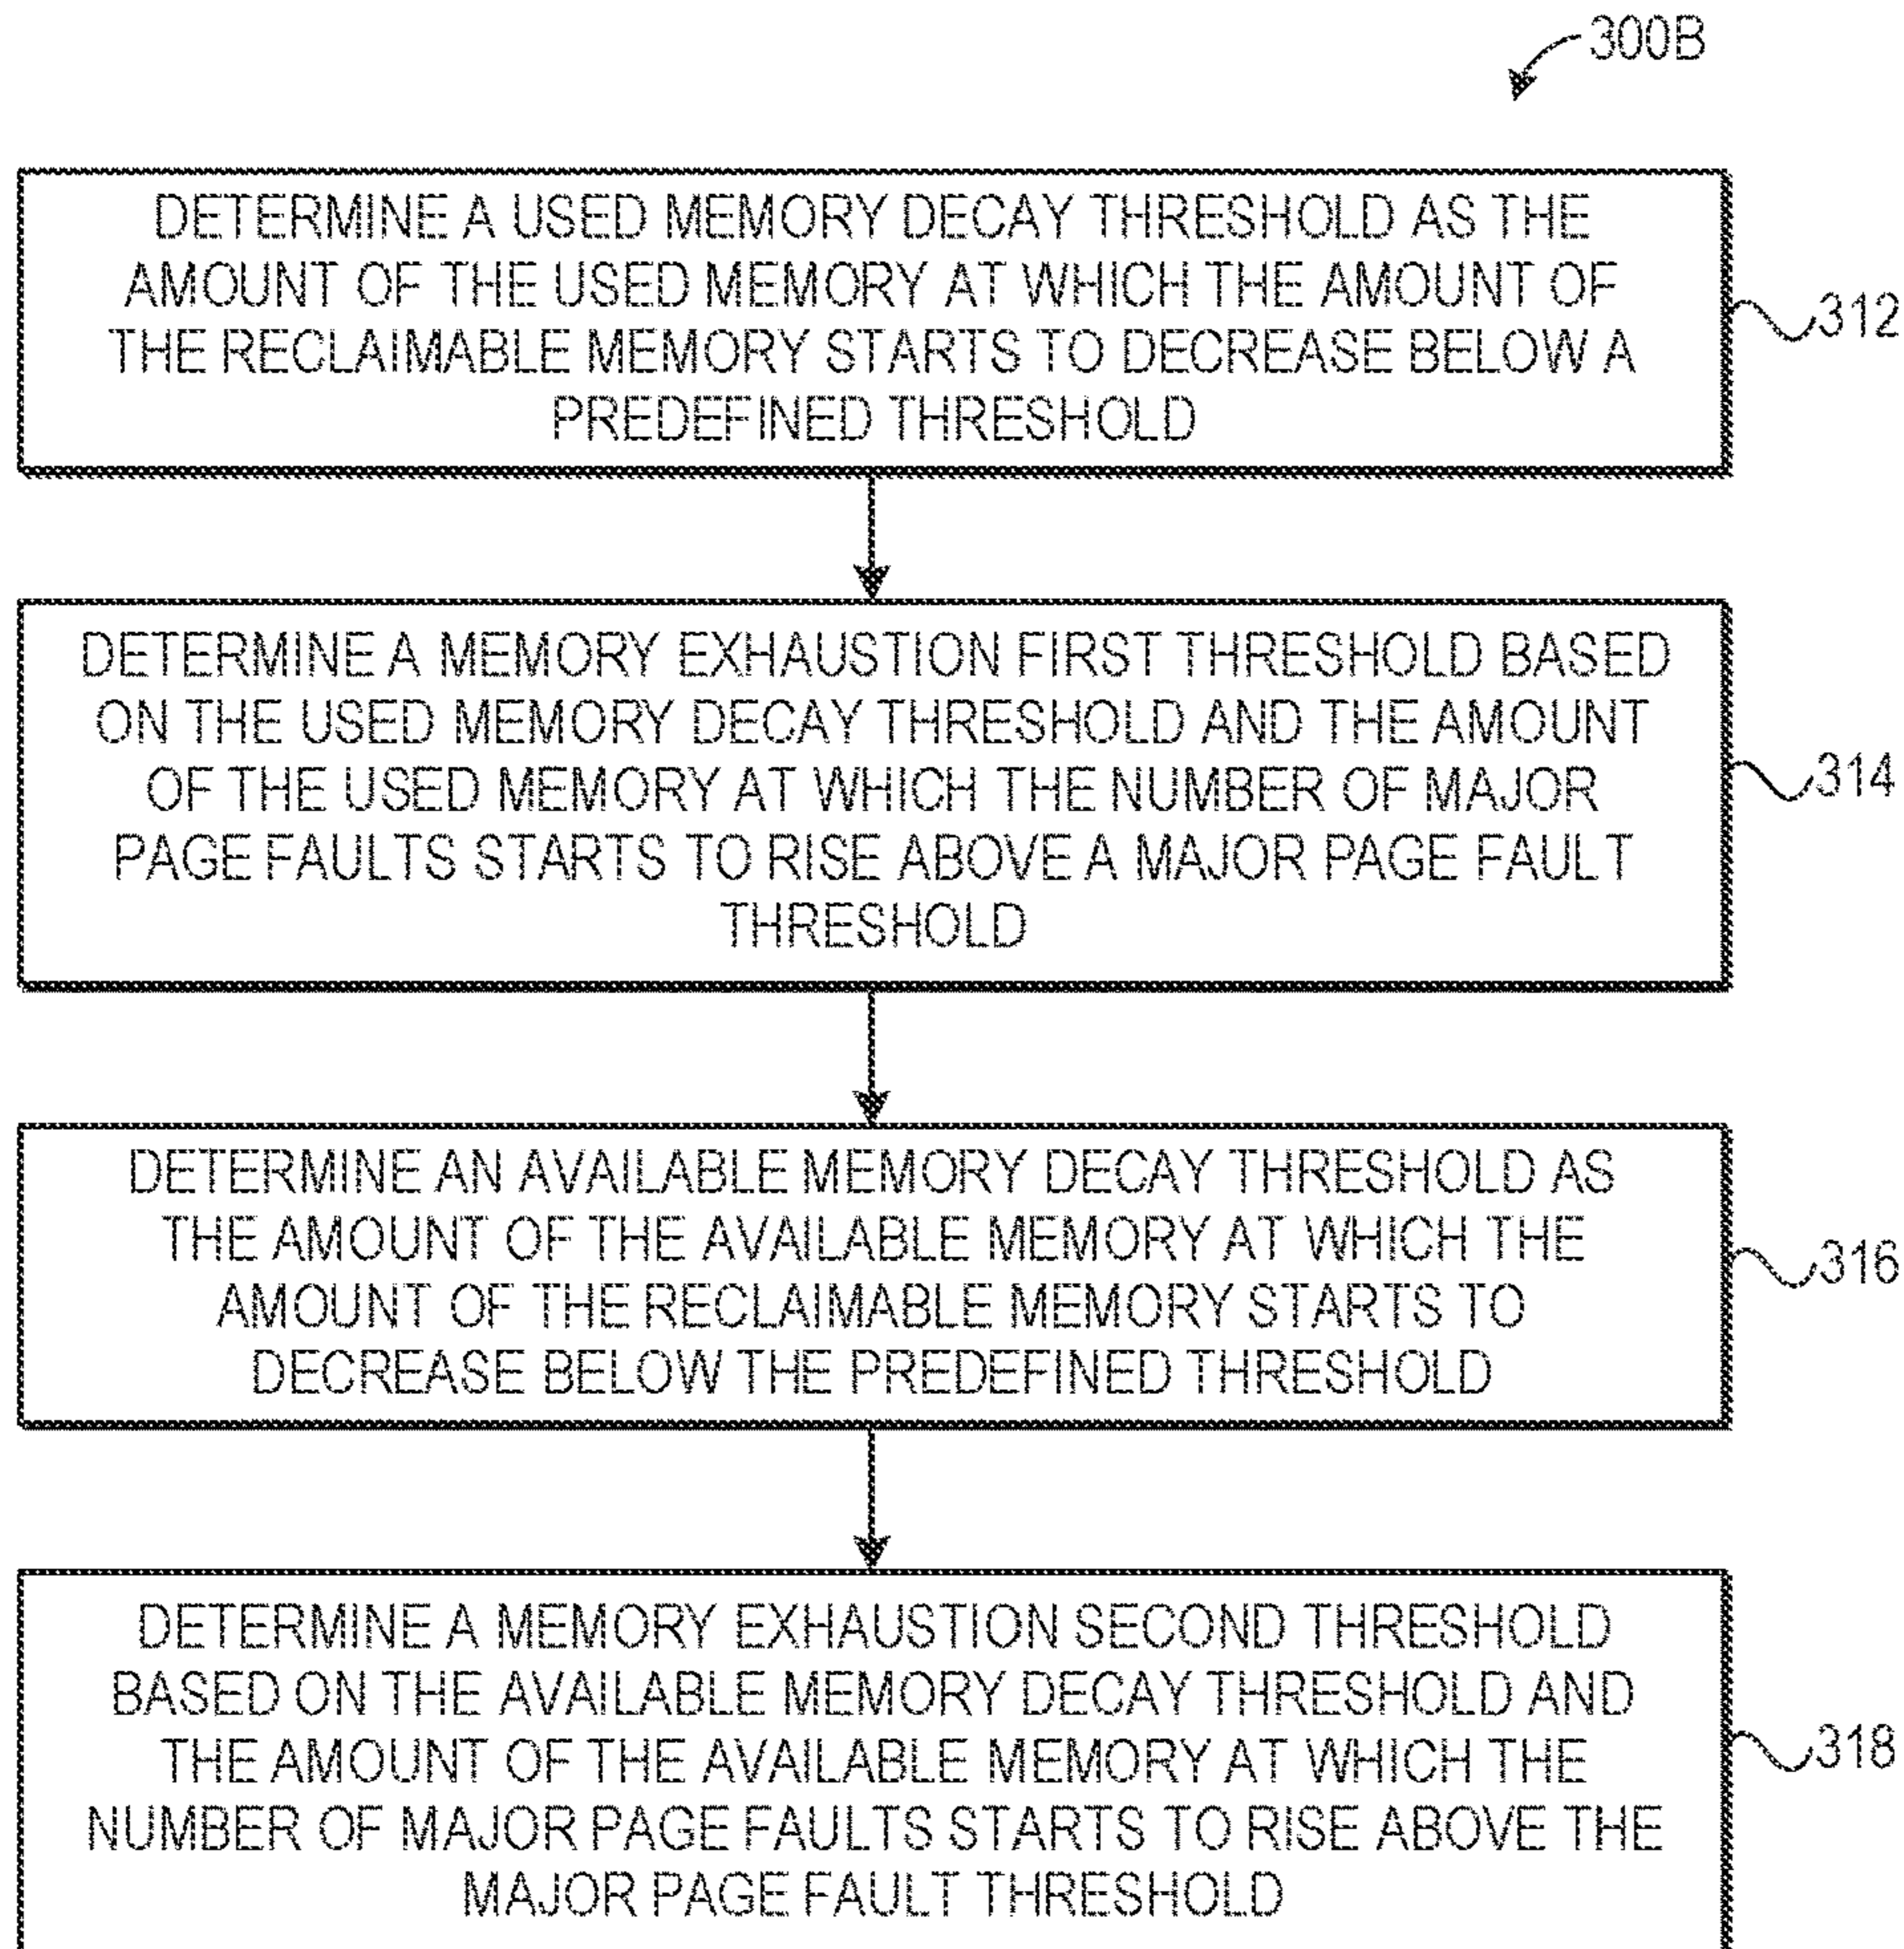 300B
DETERMINE A USED MEMORY DECAY THRESHOLD AS THE
AMOUNT OF THE USED MEMORY AT WHICH THE AMOUNT OF
THE RECLAIMABLE MEMORY STARTS TO DECREASE BELOW A
PREDEFINED THRESHOLD
312
DETERMINE A MEMORY EXHAUSTION FIRST THRESHOLD BASED
ON THE USED MEMORY DECAY THRESHOLD AND THE AMOUNT
OF THE USED MEMORY AT WHICH THE NUMBER OF MAJOR
PAGE FAULTS STARTS TO RISE ABOVE A MAJOR PAGE FAULT
THRESHOLD
314
DETERMINE AN AVAILABLE MEMORY DECAY THRESHOLD AS
THE AMOUNT OF THE AVAILABLE MEMORY AT WHICH THE
AMOUNT OF THE RECLAIMABLE MEMORY STARTS TO
DECREASE BELOW THE PREDEFINED THRESHOLD
316
DETERMINE A MEMORY EXHAUSTION SECOND THRESHOLD
BASED ON THE AVAILABLE MEMORY DECAY THRESHOLD AND
THE AMOUNT OF THE AVAILABLE MEMORY AT WHICH THE
NUMBER OF MAJOR PAGE FAULTS STARTS TO RISE ABOVE THE
MAJOR PAGE FAULT THRESHOLD
318